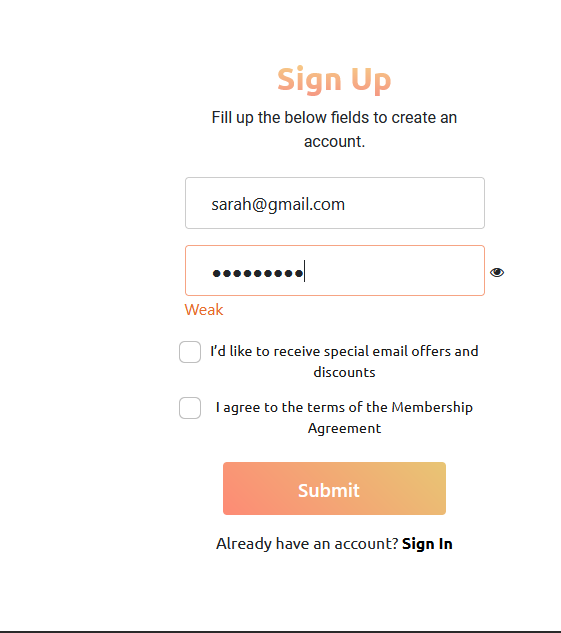 Sign Up
Fill up the below fields to create an
account.
sarah@gmail.com
●●●●●●●●●
Weak
I'd like to receive special email offers and
discounts
I agree to the terms of the Membership
Agreement
Submit
Already have an account? Sign In